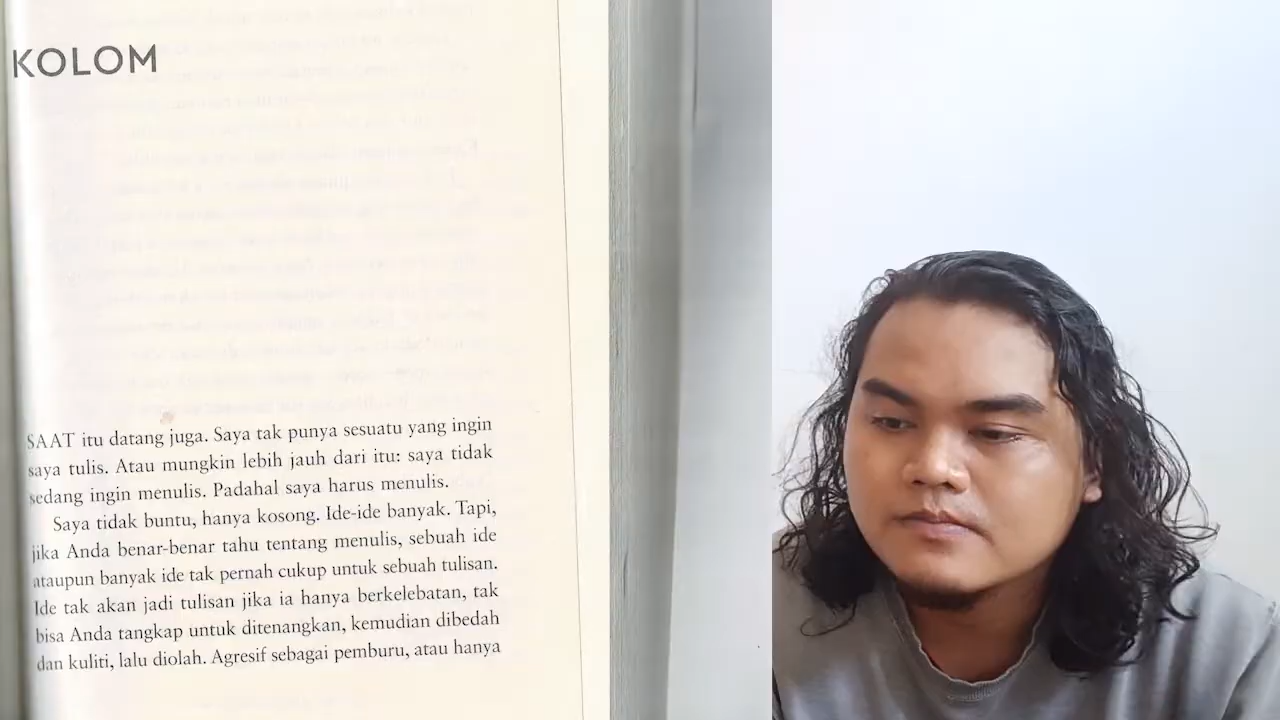 KOLOM
SAAT itu datang juga. Saya tak punya sesuatu yang ingin
saya tulis. Atau mungkin lebih jauh dari itu: saya tidak
sedang ingin menulis. Padahal saya harus menulis.
Saya tidak buntu, hanya kosong. Ide-ide banyak. Tapi,
jika Anda benar-benar tahu tentang menulis, sebuah ide
ataupun banyak ide tak pernah cukup untuk sebuah tulisan.
Ide tak akan jadi tulisan jika ia hanya berkelebatan, tak
bisa Anda tangkap untuk ditenangkan, kemudian dibedah
dan kuliti, lalu diolah. Agresif sebagai pemburu, atau hanya